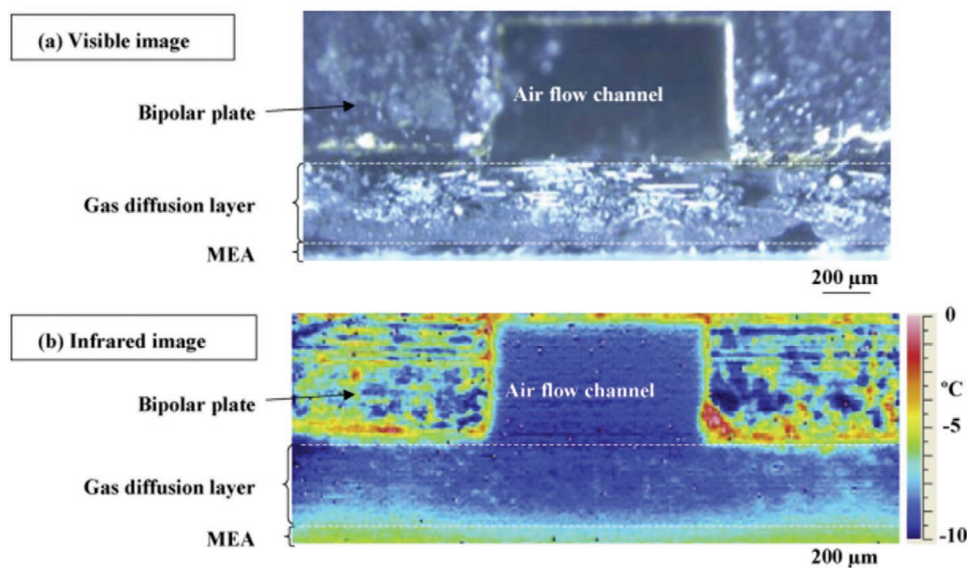 (a) Visible image
Bipolar plate
Air flow channel
Gas diffusion layer
MEA
200 µm
(b) Infrared image
0
Bipolar plate
Air flow channel
ºC
-5
Gas diffusion layer
MEA
-10
200 µm